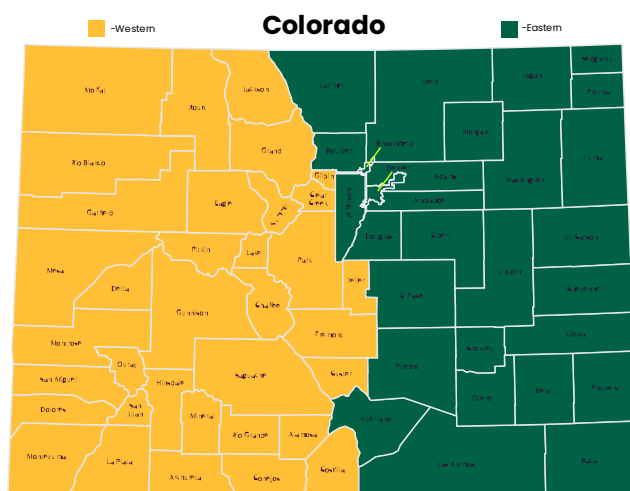 Colorado
-Western
-Eastern
Moffat
Routt
Jackson
Larimer
Weld
Logan
Sedgwick
Phillips
Morgan
Grand
Boulder
Broomfield
Rio Blanco
Yuma
Washington
Gilpin
Adams
Denver
Clear
Creek
Eagle
Garfield
Arapahoe
Douglas
Elbert
Kit Carson
Pitkin
Lake
Park
Mesa
Delta
Lincoln
Cheyenne
Teller
El Paso
Gunnison
Chaffee
Fremont
Kiowa
Crowley
Montrose
Ouray
Saguache
Custer
Pueblo
San Miguel
Hinsdale
Otero
Bent
Prowers
Dolores
San
Juan
Mineral
Rio Grande
Alamosa
Huerfano
Montezuma
La Plata
Archuleta
Conejos
Costilla
Las Animas
Baca